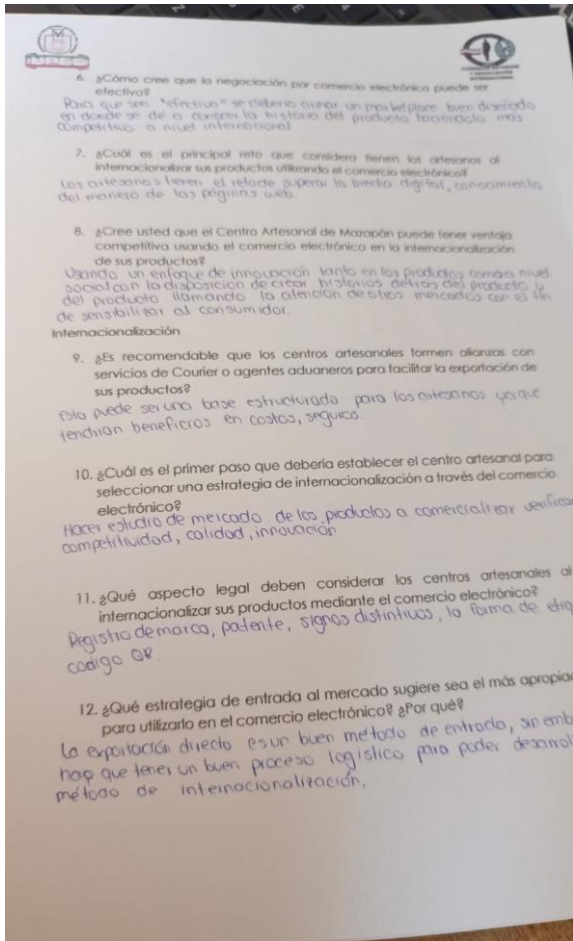 UPEC
6. ¿Cómo cree que la negociación por comercio electrónico puede ser
efectiva?
Para que sea "efectiva" se debería armar un marketplace bien diseñado
en donde se dé a conocer la historia del producto haciéndolo más
competitivo a nivel internacional.
7. ¿Cuál es el principal reto que considera tienen los artesanos al
internacionalizar sus productos utilizando el comercio electrónico?
Los artesanos tienen el reto de superar la brecha digital, conocimiento
del manejo de las páginas web.
8. ¿Cree usted que el Centro Artesanal de Mazapán puede tener ventaja
competitiva usando el comercio electrónico en la internacionalización
de sus productos?
Usando un enfoque de innovación tanto en los productos como a nivel
social con la disposición de crear historias detrás del producto y
del producto llamando la atención de otros mercados con el fin
de sensibilizar al consumidor.
Internacionalización
9. ¿Es recomendable que los centros artesanales formen alianzas con
servicios de Courier o agentes aduaneros para facilitar la exportación de
sus productos?
Esto puede ser una base estructurada para los artesanos ya que
tendrían beneficios en costos, seguros.
10. ¿Cuál es el primer paso que debería establecer el centro artesanal para
seleccionar una estrategia de internacionalización a través del comercio
electrónico?
Hacer estudio de mercado de los productos a comercializar verificar
competitividad, calidad, innovación
11. ¿Qué aspecto legal deben considerar los centros artesanales al
internacionalizar sus productos mediante el comercio electrónico?
Registro de marca, patente, signos distintivos, la forma de etiq
codigo QR.
12. ¿Qué estrategia de entrada al mercado sugiere sea el más apropiad
para utilizarlo en el comercio electrónico? ¿Por qué?
La exportación directa es un buen método de entrada, sin emb
hay que tener un buen proceso logístico para poder desarrol
método de internacionalización.